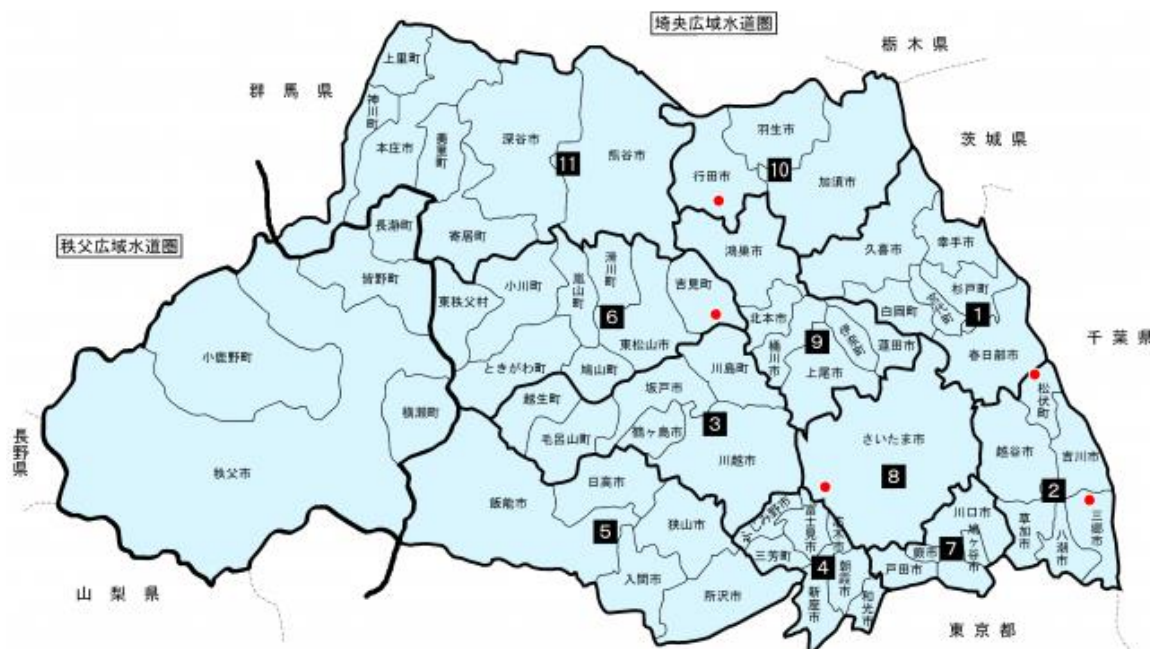 埼央広域水道圏
栃木県
群馬県
茨城県
上里町
神川町
本庄市
美里町
深谷市
11
熊谷市
羽生市
行田市
10
加須市
長瀞町
寄居町
秩父広域水道圏
皆野町
鴻巣市
久喜市
幸手市
杉戸町
東秩父村
小川町
嵐山町
滑川町
吉見町
6
東松山市
北本市
桶川市
9
上尾市
蓮田市
白岡町
1
春日部市
千葉県
小鹿野町
ときがわ町
鳩山町
川島町
横瀬町
越生町
毛呂山町
坂戸市
鶴ヶ島市
3
川越市
さいたま市
8
松伏町
越谷市
吉川市
2
長野県
秩父市
飯能市
日高市
5
狭山市
入間市
所沢市
ふじみ野市
富士見市
志木市
三芳町
4
朝霞市
新座市
和光市
川口市
鳩ヶ谷市
7
蕨市
戸田市
草加市
八潮市
三郷市
山梨県
東京都